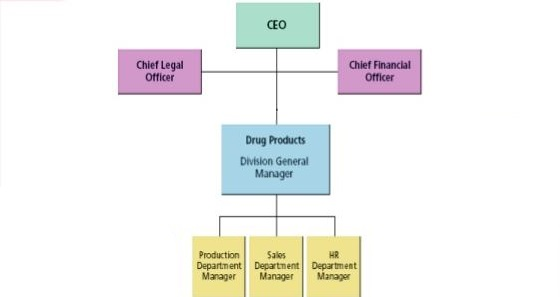 CEO
Chief Legal
Officer
Chief Financial
Officer
Drug Products
Division General
Manager
Production
Department
Manager
Sales
Department
Manager
HR
Department
Manager